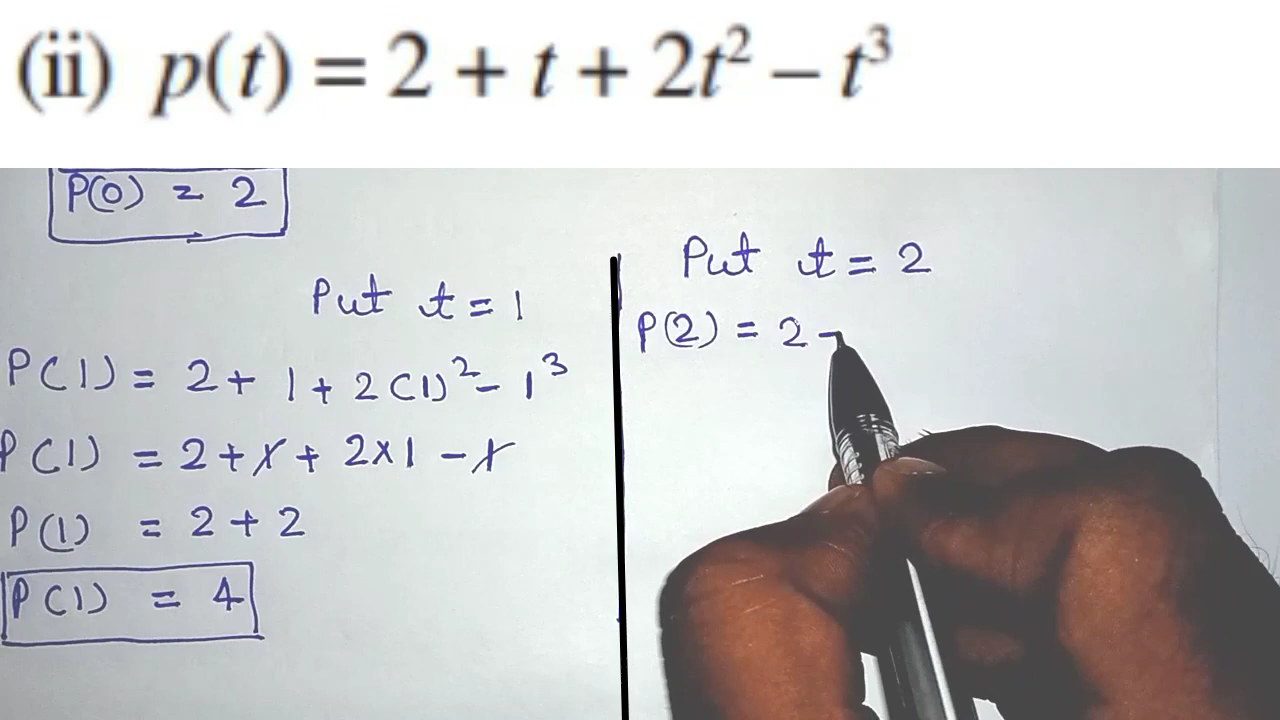 (ii) p(t) = 2 + t + 2t² – t³
P(0) = 2
Put t = 1
P(1) = 2 + 1 + 2(1)² - 1³
P(1) = 2 + 1 + 2×1 - 1
P(1) = 2 + 2
P(1) = 4
Put t = 2
P(2) = 2 -